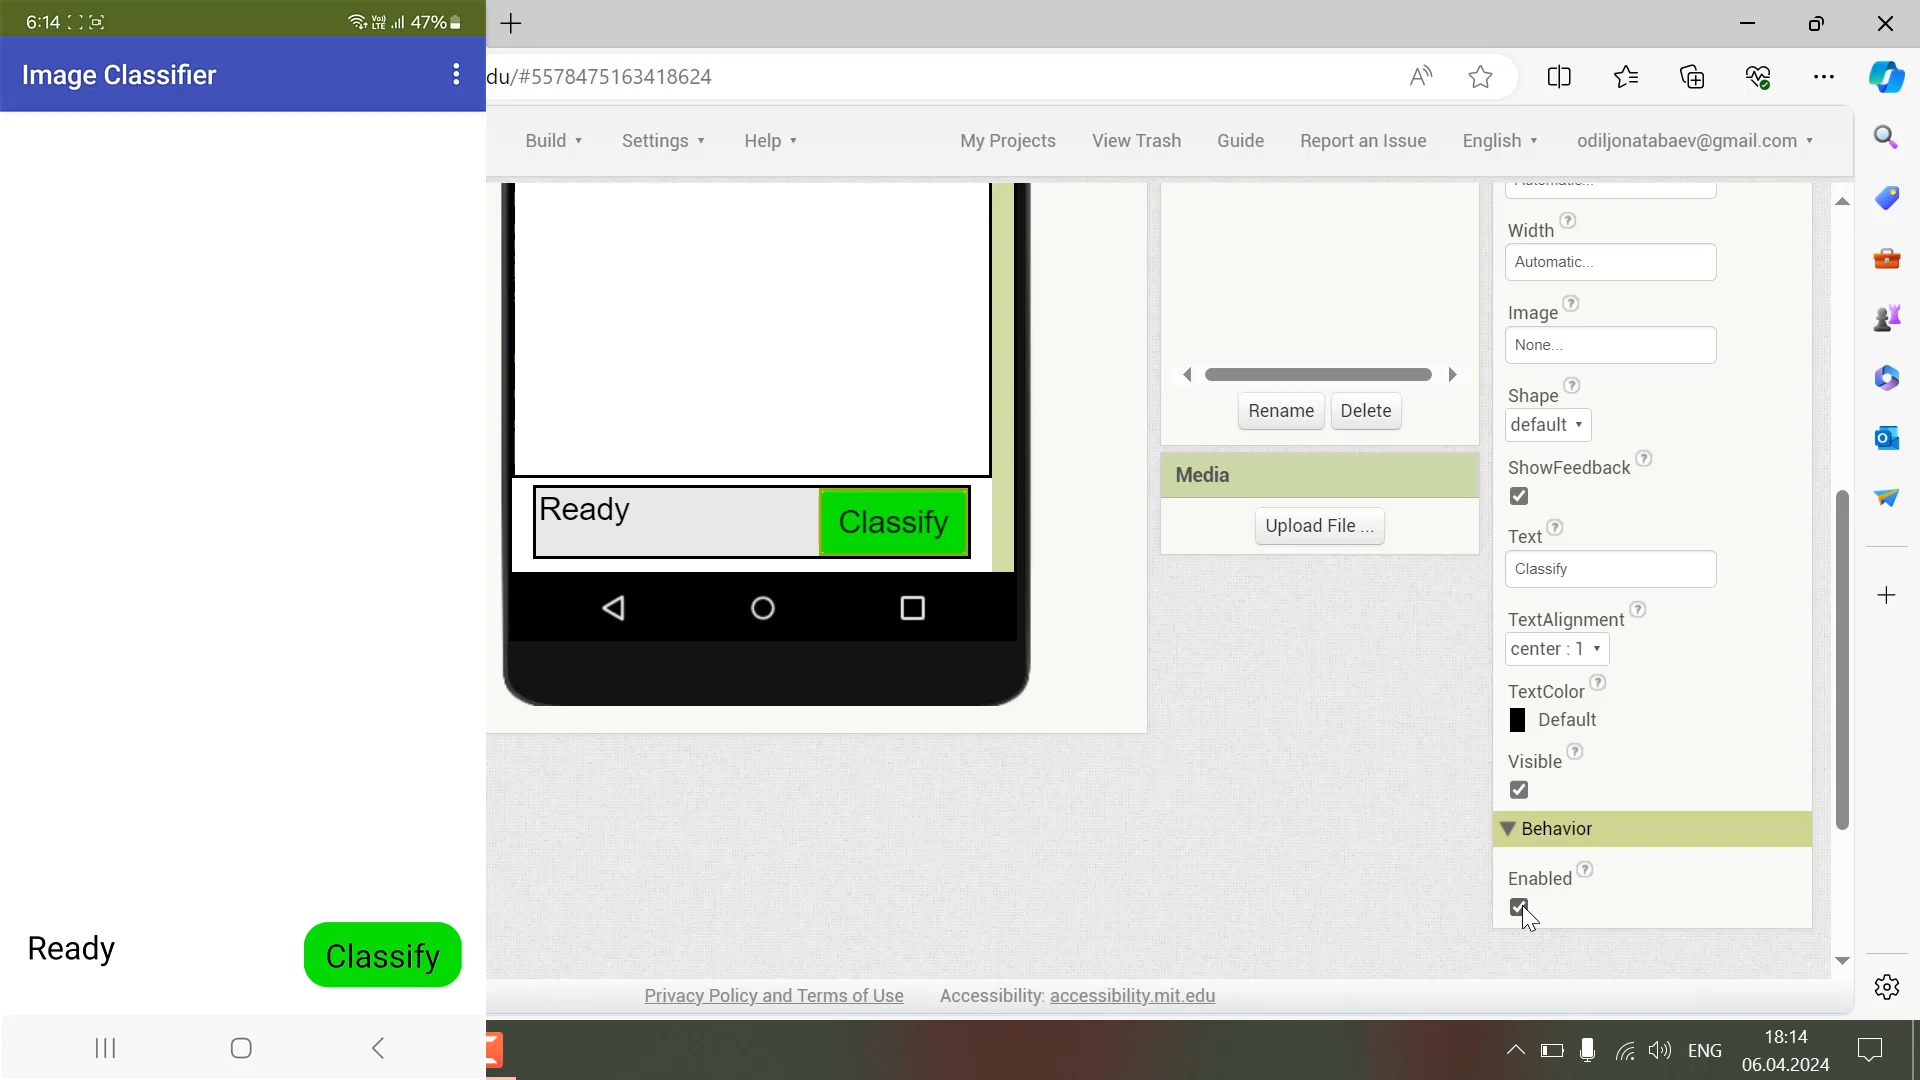 6:14
Vo)) LTE 47%
Image Classifier
Ready
Classify
du/#5578475163418624
Build
Settings
Help
My Projects
View Trash
Guide
Report an Issue
English
odiljonatabaev@gmail.com
Ready
Classify
Rename
Delete
Media
Upload File ...
Automatic...
Width
Automatic...
Image
None...
Shape
default
ShowFeedback
Text
Classify
TextAlignment
center : 1
TextColor
Default
Visible
Behavior
Enabled
Privacy Policy and Terms of Use
Accessibility: accessibility.mit.edu
ENG
18:14
06.04.2024